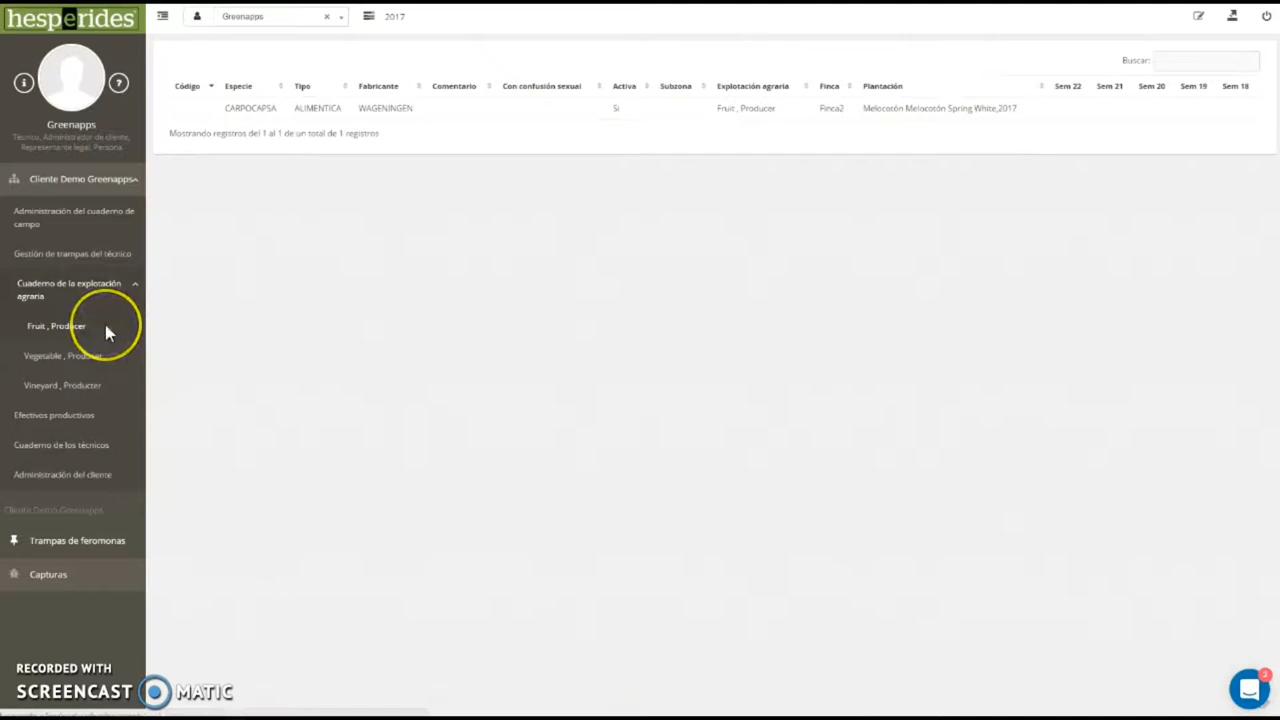 hesperides
Greenapps × 2017
Buscar:
Código Especie Tipo Fabricante Comentario Con confusión sexual Activa Subzona Explotación agraria Finca Plantación Sem 22 Sem 21 Sem 20 Sem 19 Sem 18
CARPOCAPSA ALIMENTICA WAGENINGEN Si Fruit , Producer Finca2 Melocotón Melocotón Spring White,2017
Mostrando registros del 1 al 1 de un total de 1 registros
Greenapps
Técnico, Administrador de cliente,
Representante legal, Persona
Cliente Demo Greenapps
Administración del cuaderno de
campo
Gestión de trampas del técnico
Cuaderno de la explotación
agraria
Fruit , Producer
Vegetable , Producer
Vineyard , Producter
Efectivos productivos
Cuaderno de los técnicos
Administración del cliente
Cliente Demo Greenapps
Trampas de feromonas
Capturas
RECORDED WITH
SCREENCAST MATIC
2